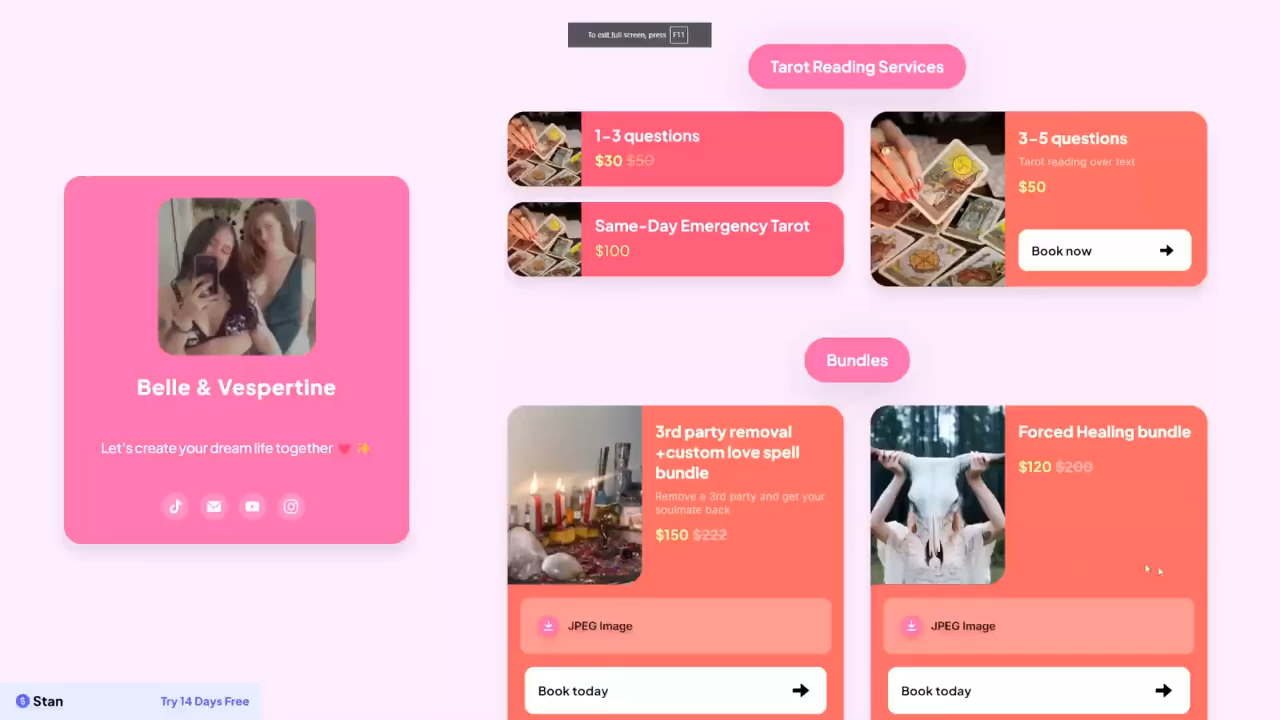 To exit full screen, press F11
Tarot Reading Services
1-3 questions
$30 $50
Same-Day Emergency Tarot
$100
3-5 questions
Tarot reading over text
$50
Book now
Belle & Vespertine
Let's create your dream life together
Bundles
3rd party removal
+custom love spell
bundle
Remove a 3rd party and get your
soulmate back
$150 $222
JPEG Image
Book today
Forced Healing bundle
$120 $200
JPEG Image
Book today
Stan
Try 14 Days Free